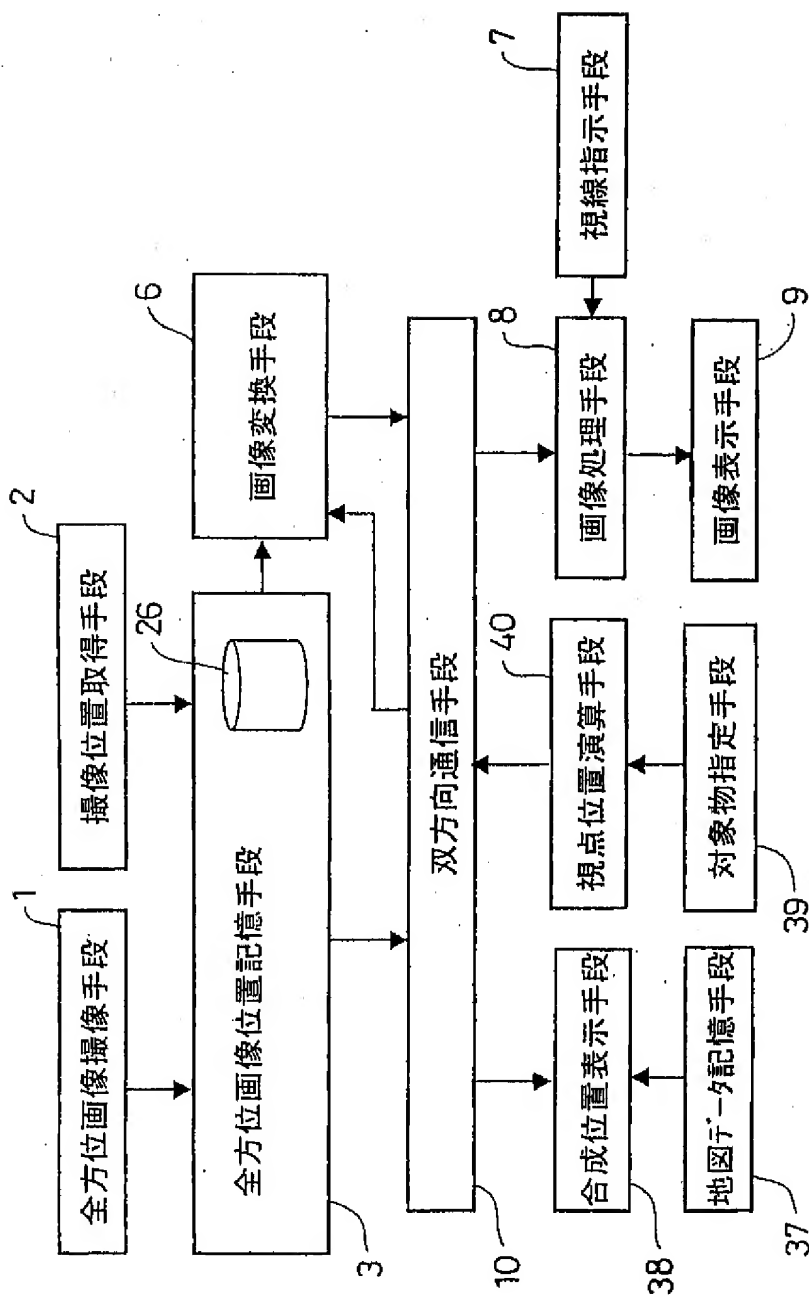 1
全方位画像撮像手段
2
撮像位置取得手段
全方位画像位置記憶手段
26
3
6
画像変換手段
双方向通信手段
10
合成位置表示手段
38
地図データ記憶手段
37
40
視点位置演算手段
対象物指定手段
39
8
画像処理手段
7
視線指示手段
9
画像表示手段